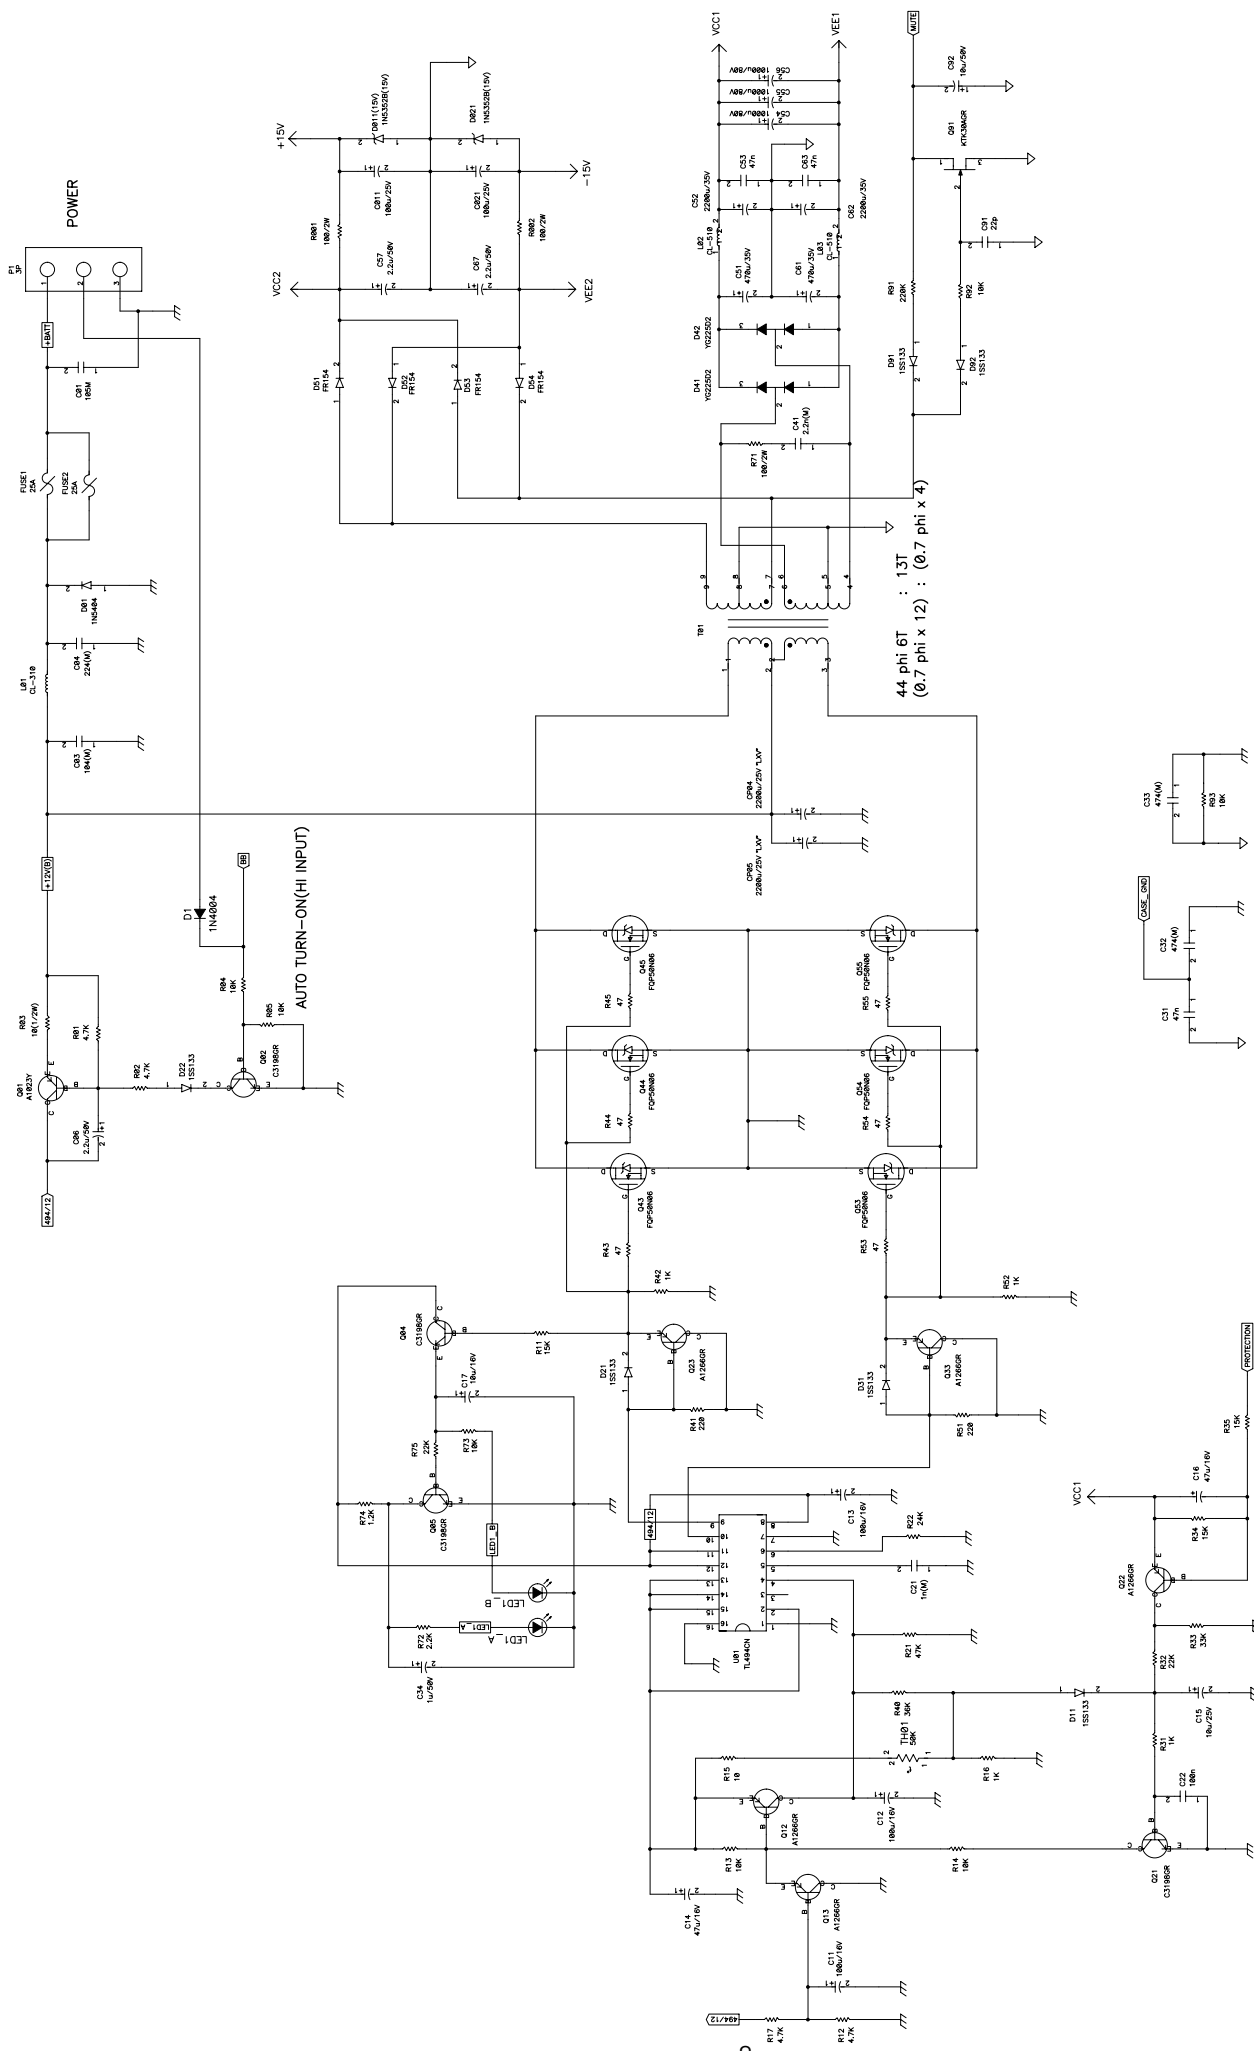 POWER
P1
3P
1
2
3
+BATT
C01
105M
FUSE1
25A
FUSE2
25A
D01
1N5404
C04
224(M)
L01
CL-310
C03
104(M)
+12V(B)
R03
10(1/2W)
R01
4.7K
Q01
A1023Y
C06
2.2u/50V
494/12
R02
4.7K
D22
1SS133
Q02
C3198GR
R04
10K
R05
10K
D1
1N4004
BB
AUTO TURN-ON(HI INPUT)
+15V
-15V
D011(15V)
1N5352B(15V)
D021
1N5352B(15V)
C011
100u/25V
C021
100u/25V
R001
100/2W
R002
100/2W
VCC2
VEE2
C57
2.2u/50V
C67
2.2u/50V
D51
FR154
D52
FR154
D53
FR154
D54
FR154
VCC1
VEE1
C56
1000u/80V
C55
1000u/80V
C54
1000u/80V
C53
47n
C63
47n
C52
2200u/35V
C62
2200u/35V
L02
CL-510
L03
CL-510
C51
470u/35V
C61
470u/35V
D42
YG225D2
D41
YG225D2
R71
100/2W
C41
2.2n(M)
MUTE
C92
10u/50V
Q91
KTK30AGR
C91
22p
R91
220K
R92
10K
D91
1SS133
D92
1SS133
T01
44 phi 6T : 13T
(0.7 phi x 12) : (0.7 phi x 4)
CP04
2200u/25V "LXV"
CP05
2200u/25V "LXV"
Q45
FQP50N06
Q55
FQP50N06
R45
47
R55
47
Q44
FQP50N06
Q54
FQP50N06
R44
47
R54
47
Q43
FQP50N06
Q53
FQP50N06
R43
47
R53
47
R42
1K
R52
1K
C33
474(M)
R93
10K
CASE_GND
C32
474(M)
C31
47n
Q04
C3198GR
C17
10u/16V
R11
15K
D21
1SS133
Q23
A1266GR
R41
220
D31
1SS133
Q33
A1266GR
R51
220
R75
22K
R73
10K
R74
1.2K
Q05
C3198GR
LED1_B
LED1_B
R72
2.2K
LED1_A
LED1_A
C34
1u/50V
494/12
C13
100u/16V
R22
24K
C21
1n(M)
U01
TL494CN
R21
47K
R40
36K
TH01
50K
R15
10
R16
1K
D11
1SS133
Q12
A1266GR
C12
100u/16V
R13
10K
R14
10K
C14
47u/16V
Q13
A1266GR
C11
100u/16V
494/12
R17
4.7K
R12
4.7K
PROTECTION
R35
15K
C16
47u/16V
VCC1
R34
15K
Q22
A1266GR
R33
33K
R32
22K
C15
10u/25V
R31
1K
C22
100n
Q21
C3198GR